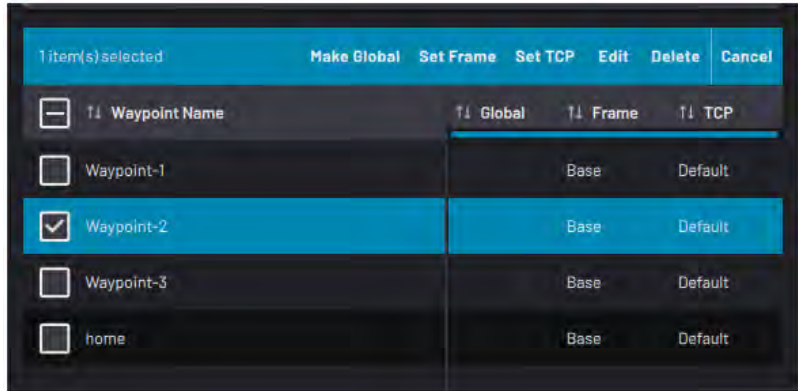 1 item(s) selected Make Global Set Frame Set TCP Edit Delete Cancel
Waypoint Name Global Frame TCP
Waypoint-1 Base Default
Waypoint-2 Base Default
Waypoint-3 Base Default
home Base Default